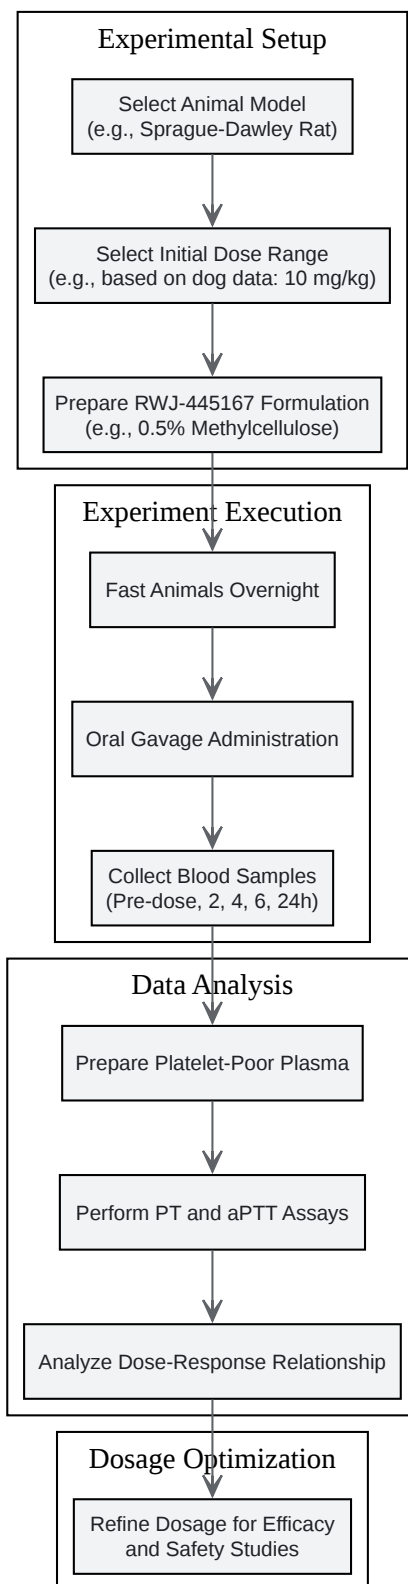 Experimental Setup
Select Animal Model
(e.g., Sprague-Dawley Rat)
Select Initial Dose Range
(e.g., based on dog data: 10 mg/kg)
Prepare RWJ-445167 Formulation
(e.g., 0.5% Methylcellulose)
Experiment Execution
Fast Animals Overnight
Oral Gavage Administration
Collect Blood Samples
(Pre-dose, 2, 4, 6, 24h)
Data Analysis
Prepare Platelet-Poor Plasma
Perform PT and aPTT Assays
Analyze Dose-Response Relationship
Dosage Optimization
Refine Dosage for Efficacy
and Safety Studies